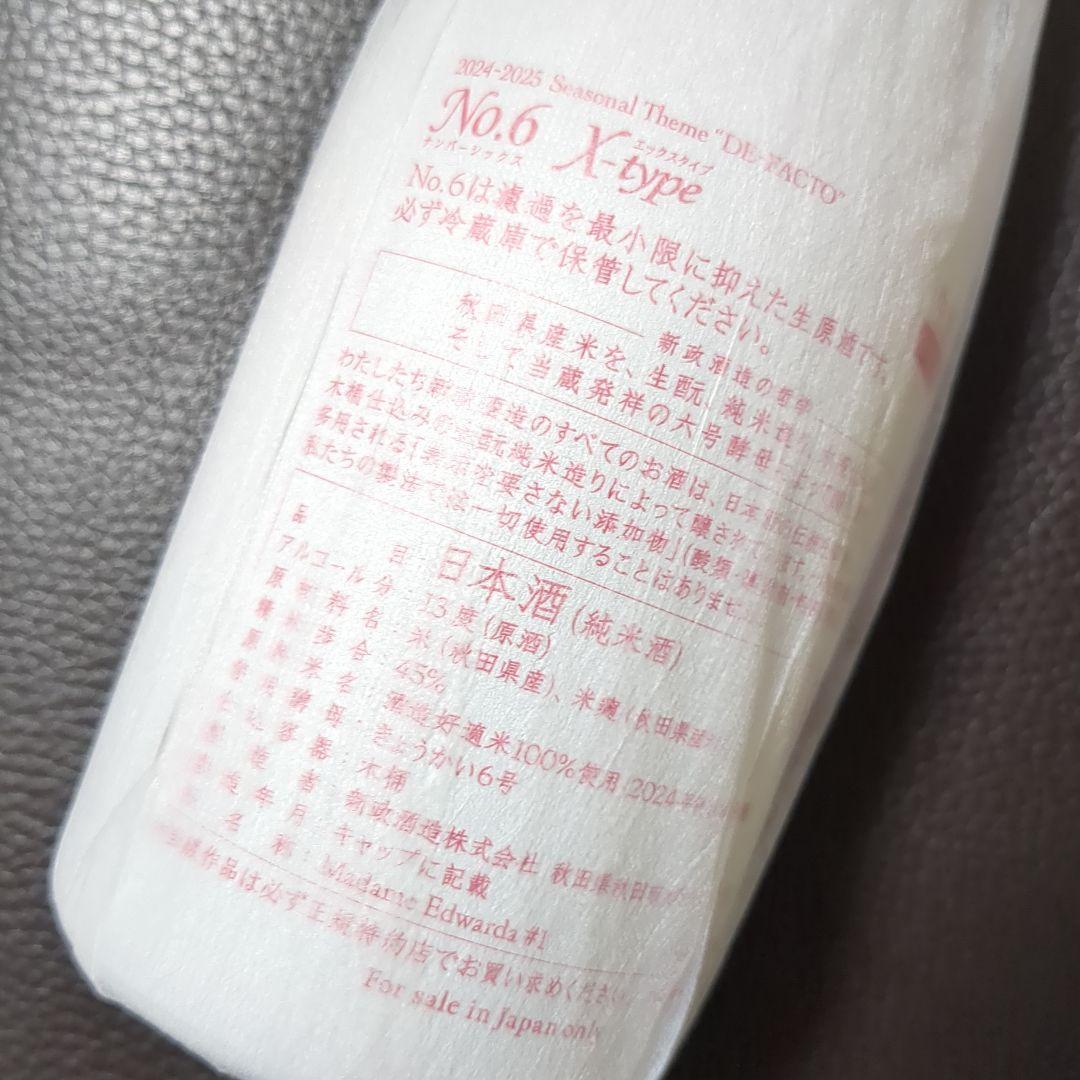 2024-2025 Seasonal Theme "DE-FACTO"
No.6 X-type
ナンバーシックス エックスタイプ
No.6は濾過を最小限に抑えた生原酒です。
必ず冷蔵庫で保管してください。
新政酒造の哲学
秋田県産米を、生酛 純米造り
そして当蔵発祥の六号酵母
わたしたち新政酒造のすべてのお酒は、日本
木桶仕込みの生酛純米造りによって醸され
多用される「表示を要さない添加物」(酸類
私たちの製法では一切使用することはありませ
品目 日本酒(純米酒)
アルコール分 13度(原酒)
原材料名 米(秋田県産)、米麹(秋田県産
精米歩合 45%
原料米名 酒造好適米100%使用 2024年
使用酵母 きょうかい6号
仕込容器 木桶
製造者 新政酒造株式会社 秋田県秋田市
製造年月 キャップに記載
名称 Madame Edwarda #1
作品は必ず正規特約店でお買い求めください
For sale in Japan only